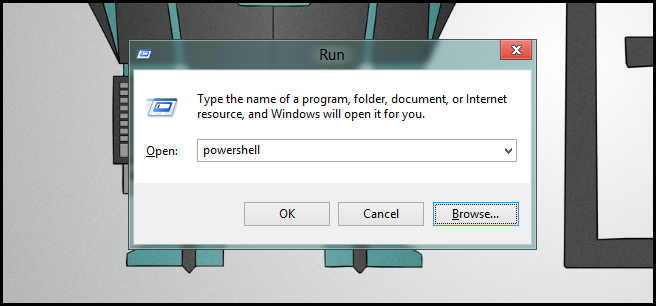 Run
Type the name of a program, folder, document, or Internet
resource, and Windows will open it for you.
Open: powershell
OK Cancel Browse...